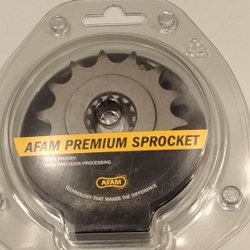 AFAM PREMIUM SPROCKET
RACE PROVEN
HIGH PRECISION PROCESSING
AFAM
TECHNOLOGY THAT MAKES THE DIFFERENCE